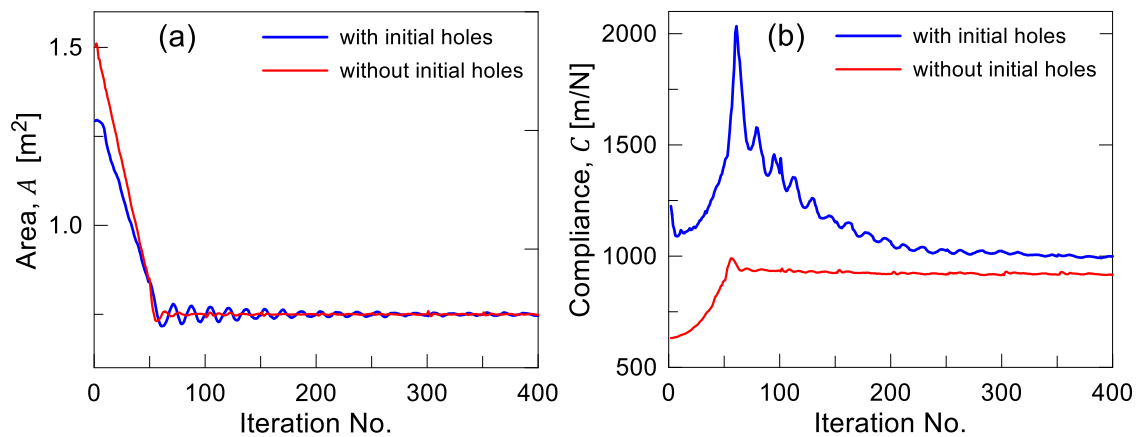 (a)
with initial holes
without initial holes
Area, A [m²]
1.5
1.0
0
100
200
300
400
Iteration No.
(b)
with initial holes
without initial holes
Compliance, C [m/N]
2000
1500
1000
500
0
100
200
300
400
Iteration No.